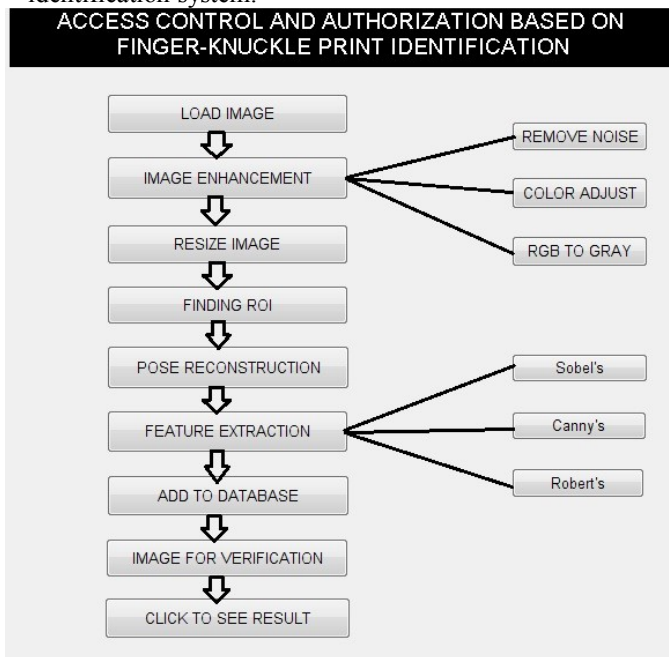 identification system.
ACCESS CONTROL AND AUTHORIZATION BASED ON
FINGER-KNUCKLE PRINT IDENTIFICATION
LOAD IMAGE
IMAGE ENHANCEMENT
REMOVE NOISE
COLOR ADJUST
RGB TO GRAY
RESIZE IMAGE
FINDING ROI
POSE RECONSTRUCTION
FEATURE EXTRACTION
Sobel's
Canny's
Robert's
ADD TO DATABASE
IMAGE FOR VERIFICATION
CLICK TO SEE RESULT